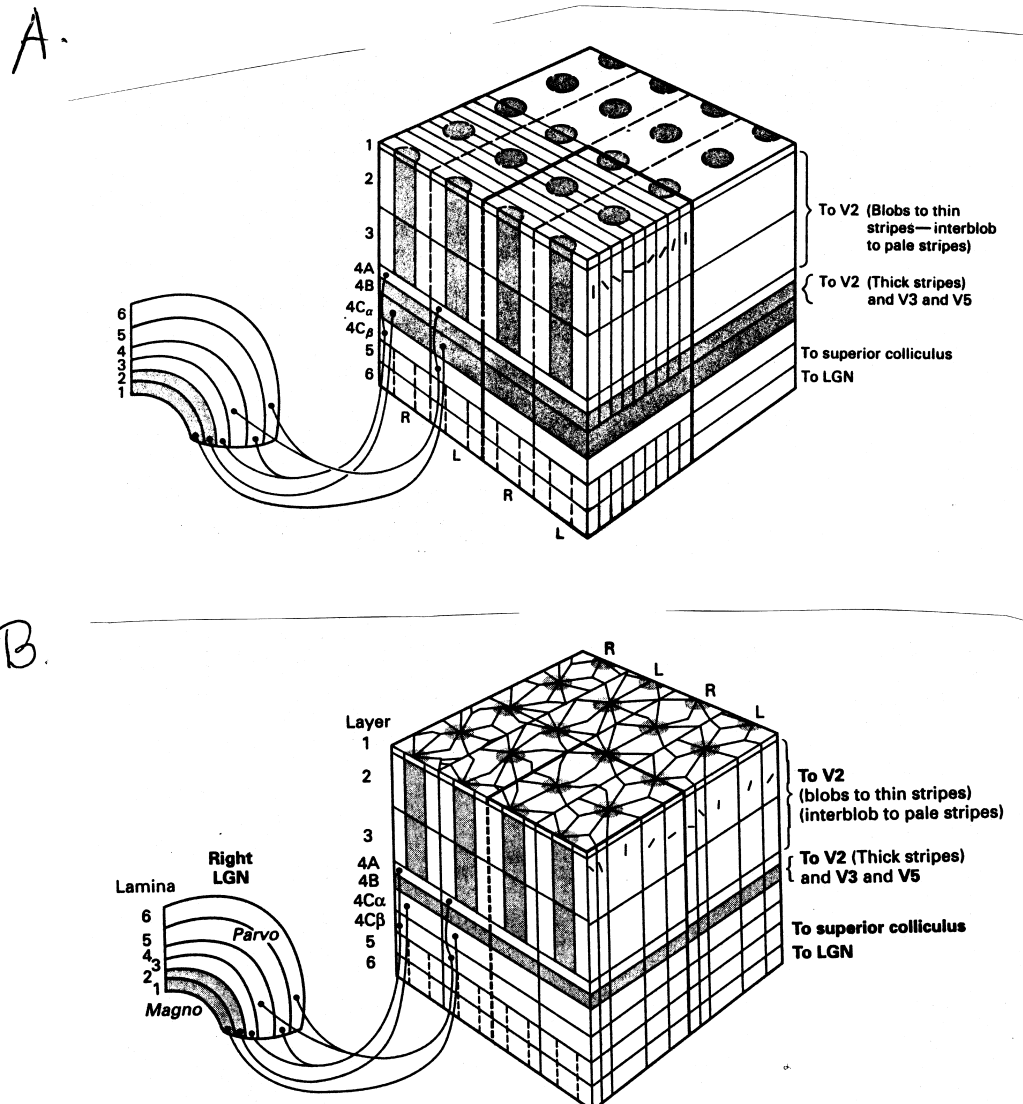 A.
1
2
3
4A
4B
4Cα
4Cβ
5
6
To V2 (Blobs to thin
stripes—interblob
to pale stripes)
To V2 (Thick stripes)
and V3 and V5
To superior colliculus
To LGN
6
5
4
3
2
1
R
L
R
L
B.
R
L
R
L
Layer
1
2
3
4A
4B
4Cα
4Cβ
5
6
To V2
(blobs to thin stripes)
(interblob to pale stripes)
To V2 (Thick stripes)
and V3 and V5
To superior colliculus
To LGN
Right
LGN
Lamina
6
5
4
3
2
1
Parvo
Magno